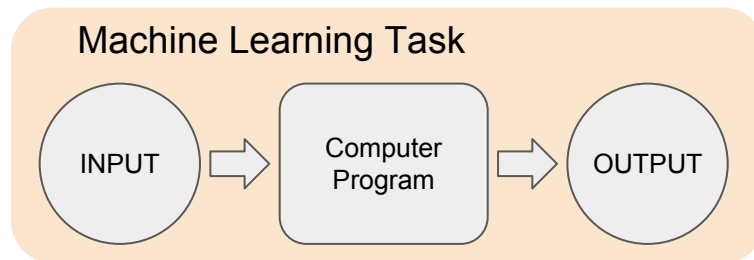 Machine Learning Task
INPUT
Computer
Program
OUTPUT